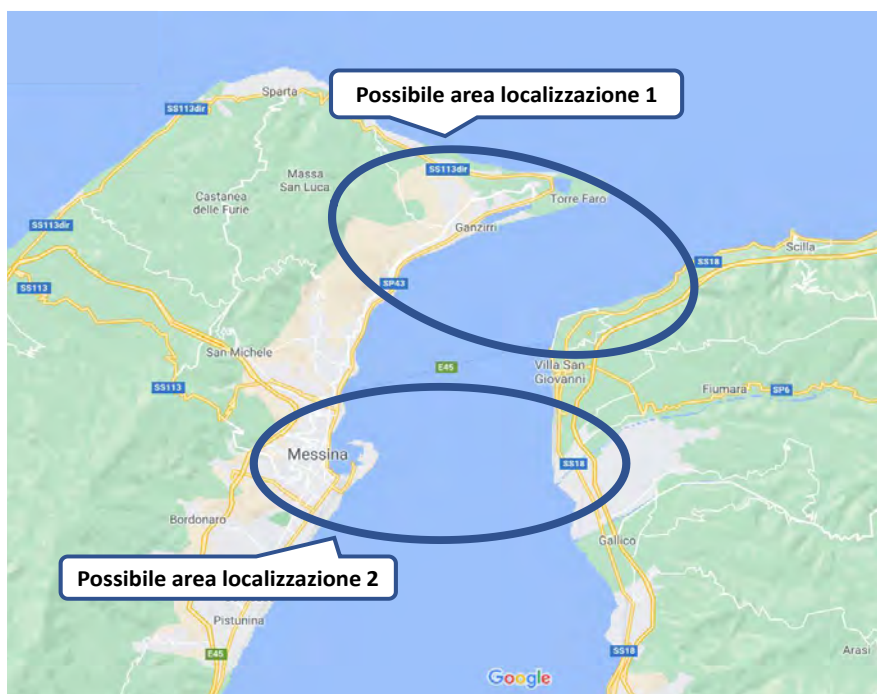 Possibile area localizzazione 1
Sparta
SS113dir
SS113dir
Massa
San Luca
Castanea
delle Furie
Torre Faro
Ganzirri
SS113dir
Scilla
SS18
SS113
SP43
San Michele
E45
Villa San
Giovanni
SS113
Fiumara
SP6
Messina
SS18
Bordonaro
Gallico
Possibile area localizzazione 2
Pistunina
E45
SS18
Arasi
Google